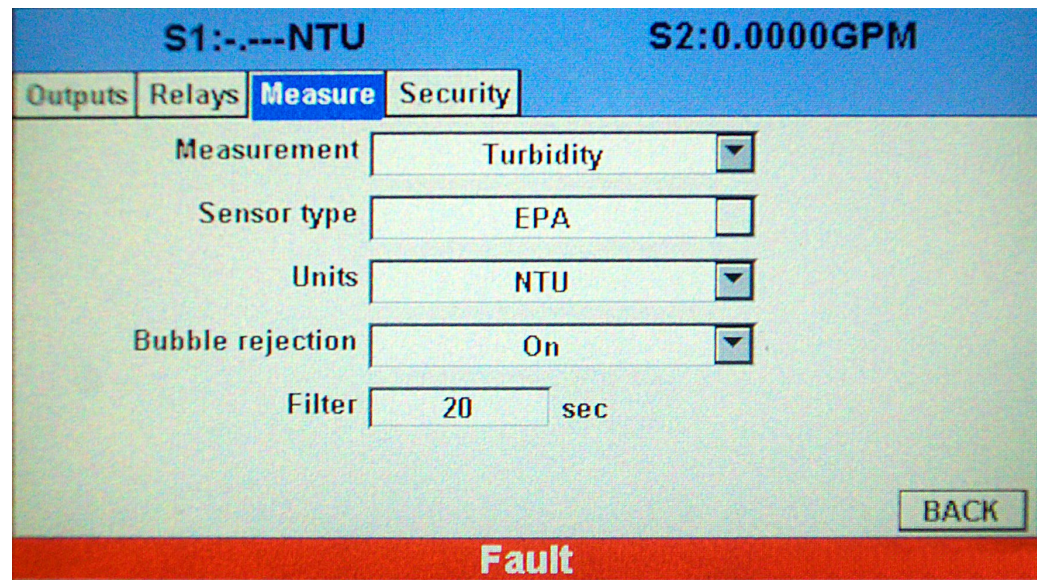 S1:-.---NTU S2:0.0000GPM
Outputs Relays Measure Security
Measurement Turbidity
Sensor type EPA
Units NTU
Bubble rejection On
Filter 20 sec
BACK
Fault